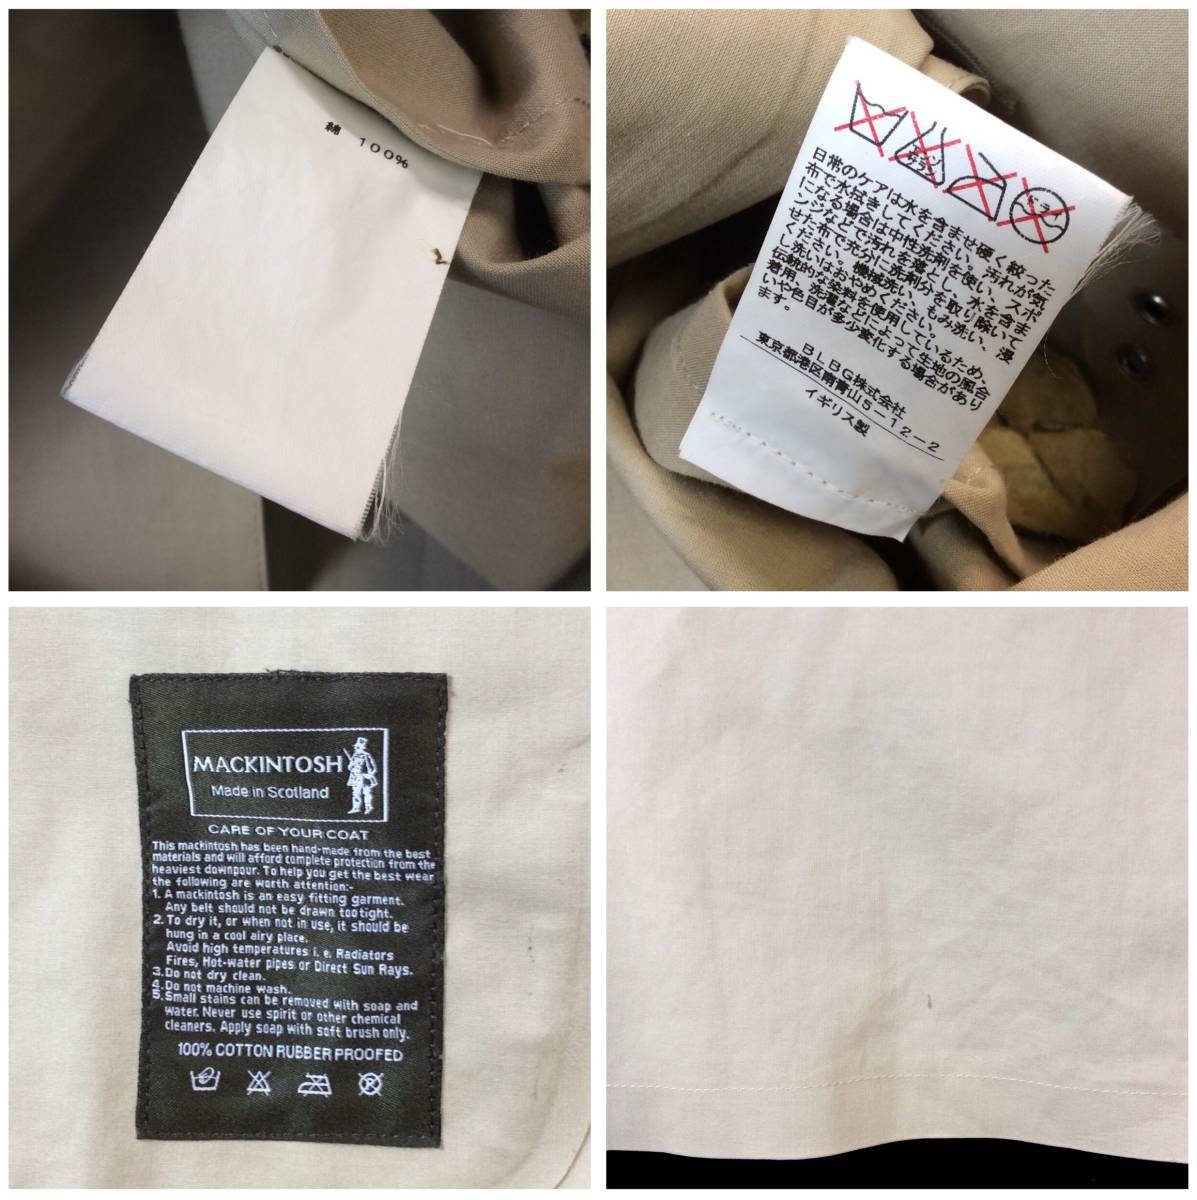 綿 100%
エンソ
サラシ
ドライ
日常のケアは水を含ませ硬く絞った
布で水拭きしてください。汚れが気
になる場合は中性洗剤を使い、スポ
ンジなどで汚れを落とし、水を含ま
せた布で充分に洗剤分を取り除いて
ください。機械洗い、もみ洗い、浸
し洗いはおやめください。
伝統的な染料を使用しているため、
着用、洗濯などによって生地の風合
いや色目が多少変化する場合があり
ます。
BLBG株式会社
東京都港区南青山5-12-2
イギリス製
MACKINTOSH
Made in Scotland
CARE OF YOUR COAT
This mackintosh has been hand-made from the best
materials and will afford complete protection from the
heaviest downpour. To help you get the best wear
the following are worth attention:-
1. A mackintosh is an easy fitting garment.
Any belt should not be drawn too tight.
2. To dry it, or when not in use, it should be
hung in a cool airy place.
Avoid high temperatures i. e. Radiators
Fires, Hot-water pipes or Direct Sun Rays.
3. Do not dry clean.
4. Do not machine wash.
5. Small stains can be removed with soap and
water. Never use spirit or other chemical
cleaners. Apply soap with soft brush only.
100% COTTON RUBBER PROOFED